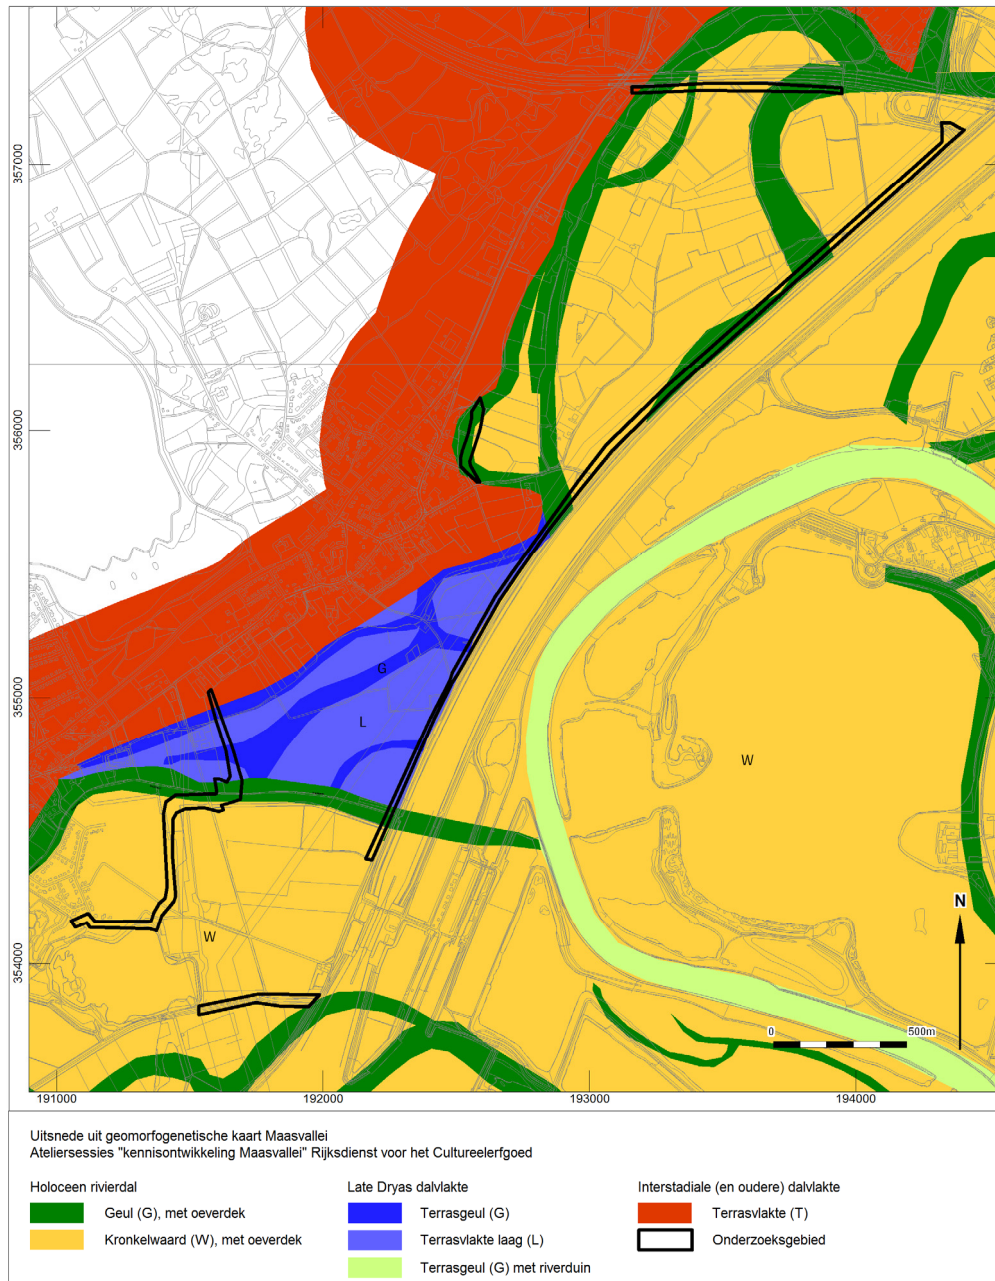 357000
356000
355000
354000
G
L
W
W
N
0
500m
191000
192000
193000
194000
Uitsnede uit geomorfogenetische kaart Maasvallei
Ateliersessies "kennisontwikkeling Maasvallei" Rijksdienst voor het Cultureelerfgoed
Holoceen rivierdal
Geul (G), met oeverdek
Kronkelwaard (W), met oeverdek
Late Dryas dalvlakte
Terrasgeul (G)
Terrasvlakte laag (L)
Terrasgeul (G) met riverduin
Interstadiale (en oudere) dalvlakte
Terrasvlakte (T)
Onderzoeksgebied